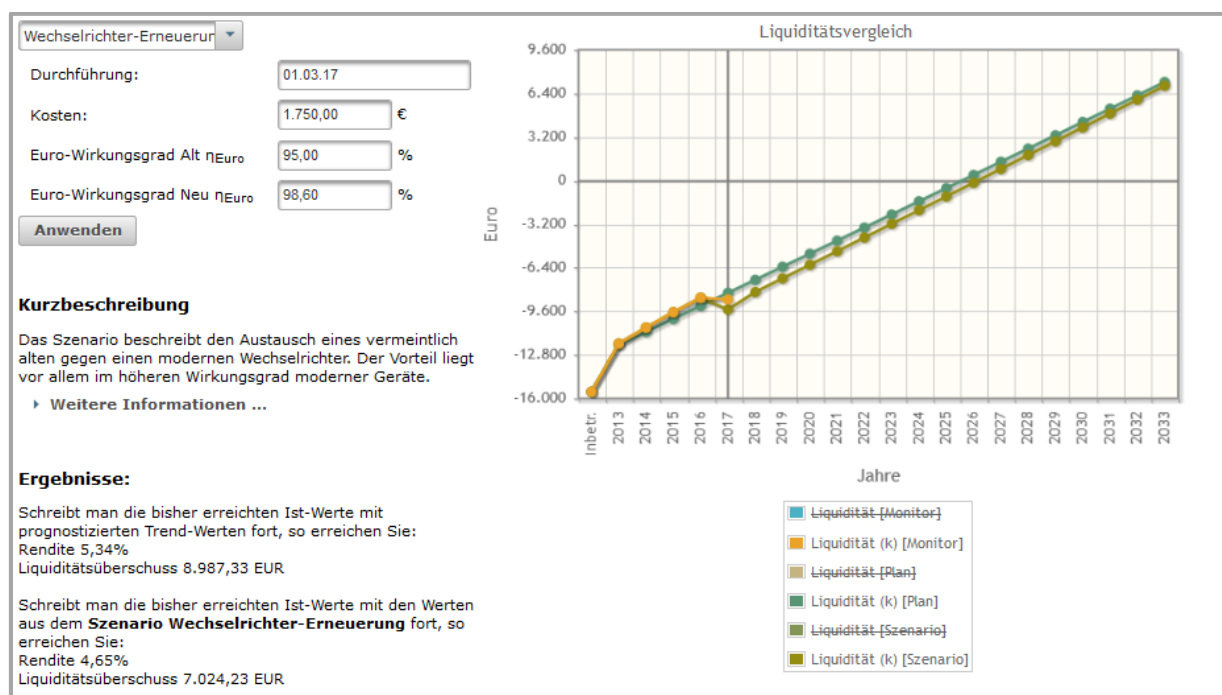 Wechselrichter-Erneuerur
Durchführung:
01.03.17
Kosten:
1.750,00 €
Euro-Wirkungsgrad Alt ηEuro
95,00 %
Euro-Wirkungsgrad Neu ηEuro
98,60 %
Anwenden
Kurzbeschreibung
Das Szenario beschreibt den Austausch eines vermeintlich
alten gegen einen modernen Wechselrichter. Der Vorteil liegt
vor allem im höheren Wirkungsgrad moderner Geräte.
Weitere Informationen ...
Ergebnisse:
Schreibt man die bisher erreichten Ist-Werte mit
prognostizierten Trend-Werten fort, so erreichen Sie:
Rendite 5,34%
Liquiditätsüberschuss 8.987,33 EUR
Schreibt man die bisher erreichten Ist-Werte mit den Werten
aus dem Szenario Wechselrichter-Erneuerung fort, so
erreichen Sie:
Rendite 4,65%
Liquiditätsüberschuss 7.024,23 EUR
Liquiditätsvergleich
9.600
6.400
3.200
0
-3.200
-6.400
-9.600
-12.800
-16.000
Euro
Inbetr.
2013
2014
2015
2016
2017
2018
2019
2020
2021
2022
2023
2024
2025
2026
2027
2028
2029
2030
2031
2032
2033
Jahre
Liquidität [Monitor]
Liquidität (k) [Monitor]
Liquidität [Plan]
Liquidität (k) [Plan]
Liquidität [Szenario]
Liquidität (k) [Szenario]